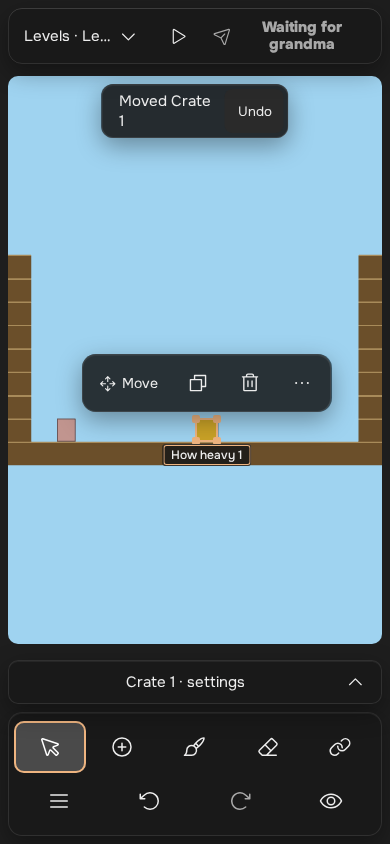 Levels · Le...
Waiting for
grandma
Moved Crate
1
Undo
Move
How heavy 1
Crate 1 · settings